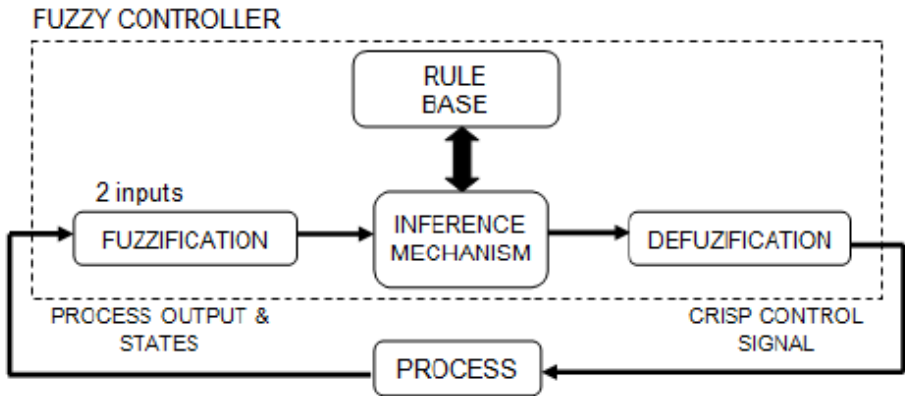 FUZZY CONTROLLER
RULE
BASE
2 inputs
FUZZIFICATION
INFERENCE
MECHANISM
DEFUZIFICATION
PROCESS OUTPUT &
STATES
CRISP CONTROL
SIGNAL
PROCESS